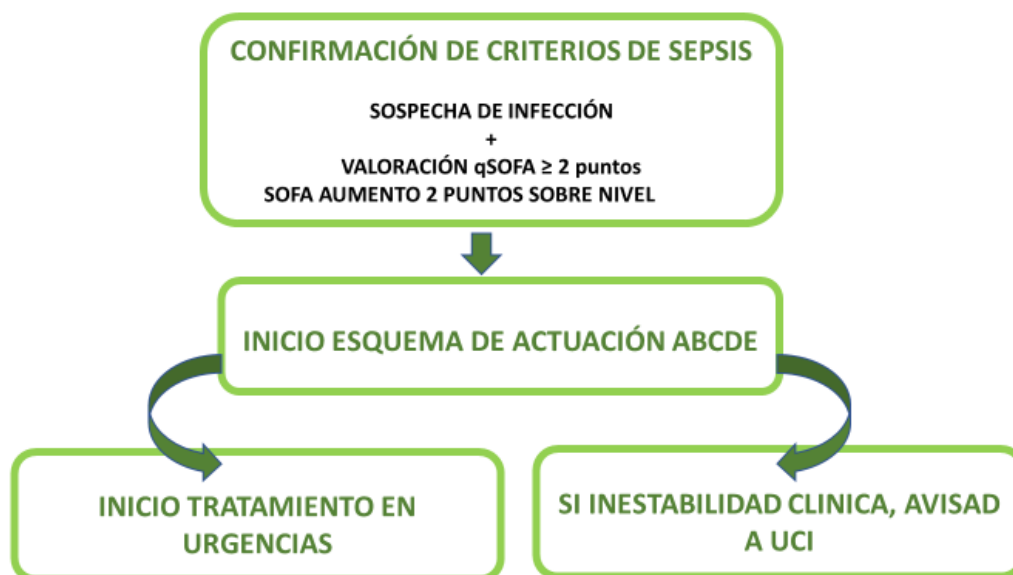 CONFIRMACIÓN DE CRITERIOS DE SEPSIS
SOSPECHA DE INFECCIÓN
+
VALORACIÓN qSOFA ≥ 2 puntos
SOFA AUMENTO 2 PUNTOS SOBRE NIVEL
INICIO ESQUEMA DE ACTUACIÓN ABCDE
INICIO TRATAMIENTO EN
URGENCIAS
SI INESTABILIDAD CLINICA, AVISAD
A UCI